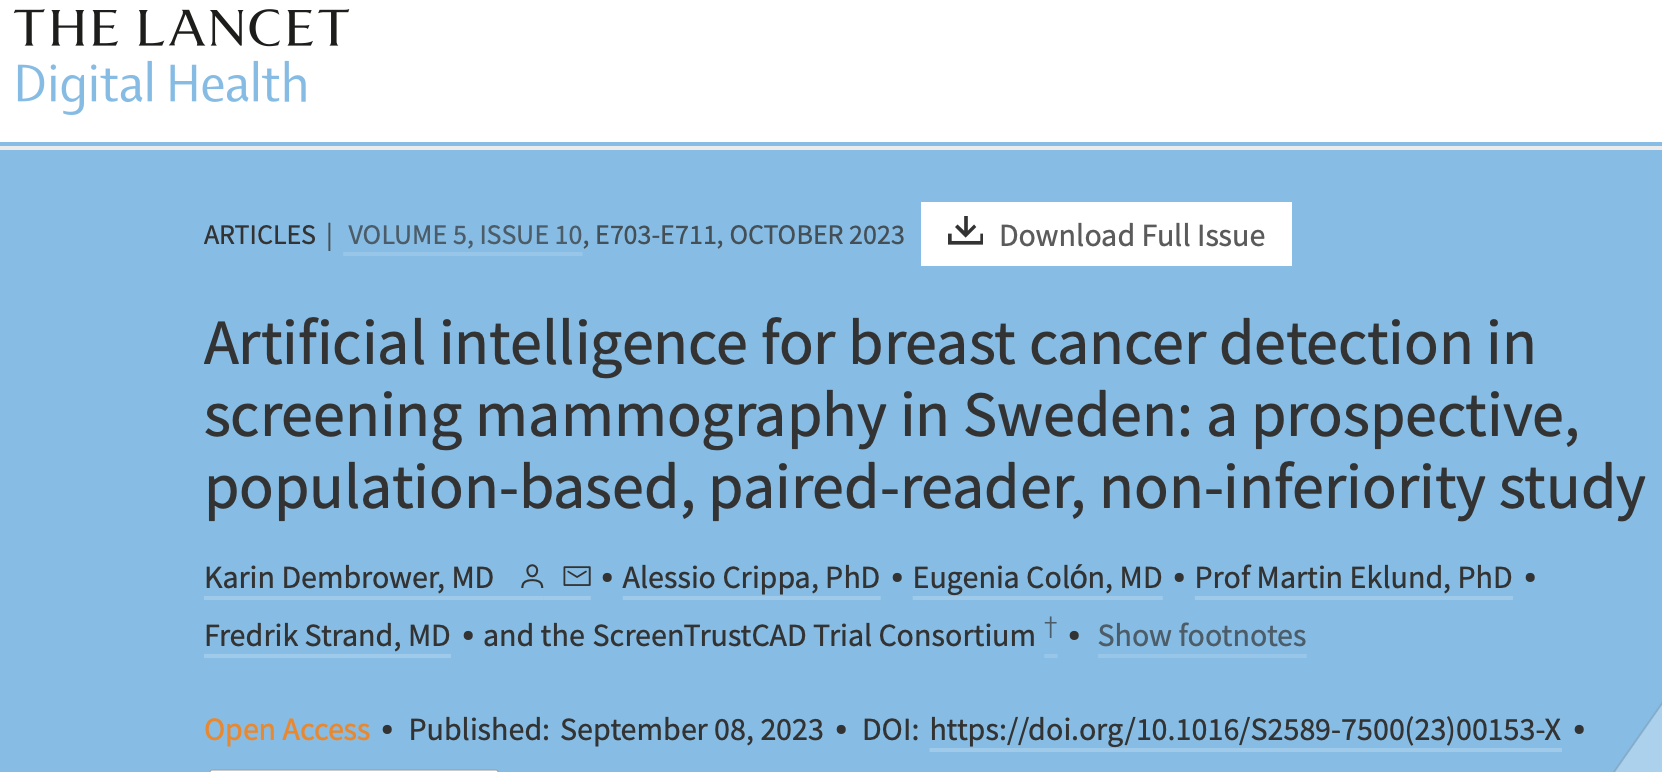 THE LANCET
Digital Health
ARTICLES | VOLUME 5, ISSUE 10, E703-E711, OCTOBER 2023 Download Full Issue
Artificial intelligence for breast cancer detection in
screening mammography in Sweden: a prospective,
population-based, paired-reader, non-inferiority study
Karin Dembrower, MD • Alessio Crippa, PhD • Eugenia Colón, MD • Prof Martin Eklund, PhD •
Fredrik Strand, MD • and the ScreenTrustCAD Trial Consortium † • Show footnotes
Open Access • Published: September 08, 2023 • DOI: https://doi.org/10.1016/S2589-7500(23)00153-X •